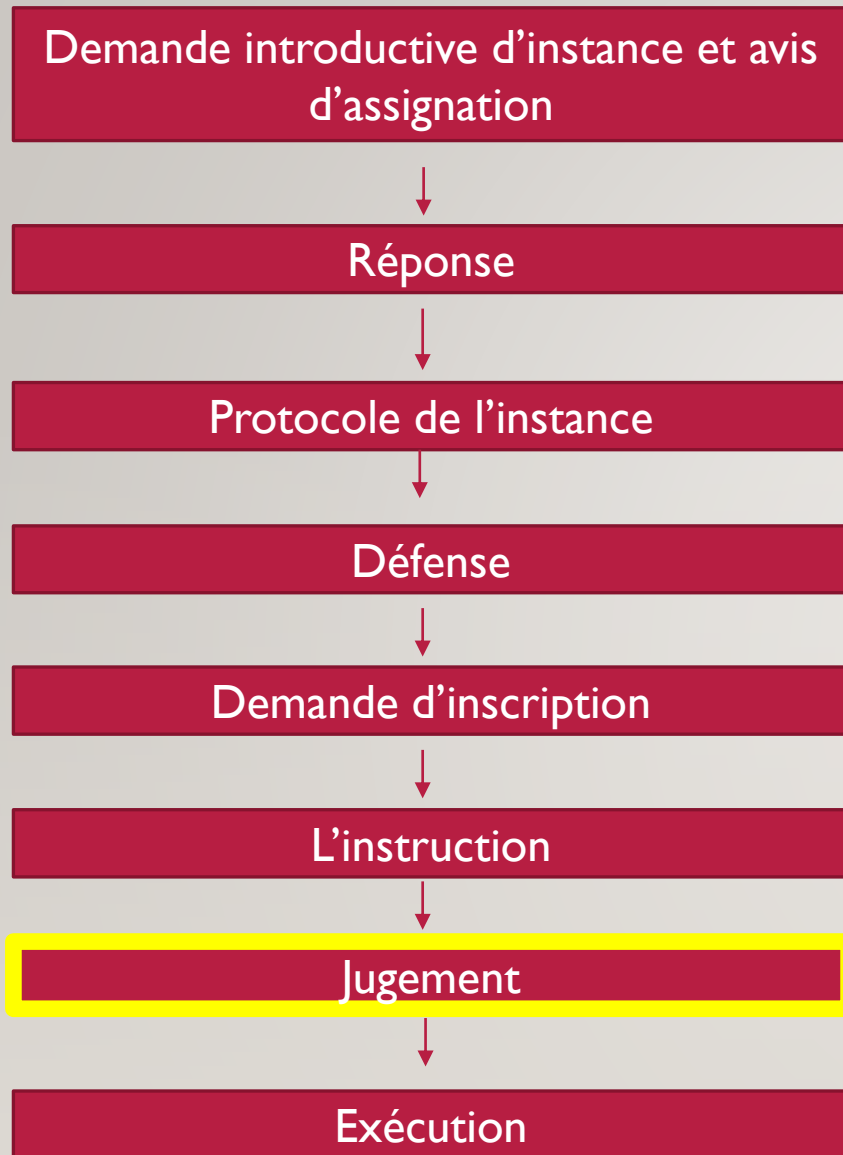 Demande introductive d’instance et avis
d’assignation
Réponse
Protocole de l’instance
Défense
Demande d’inscription
L’instruction
Jugement
Exécution